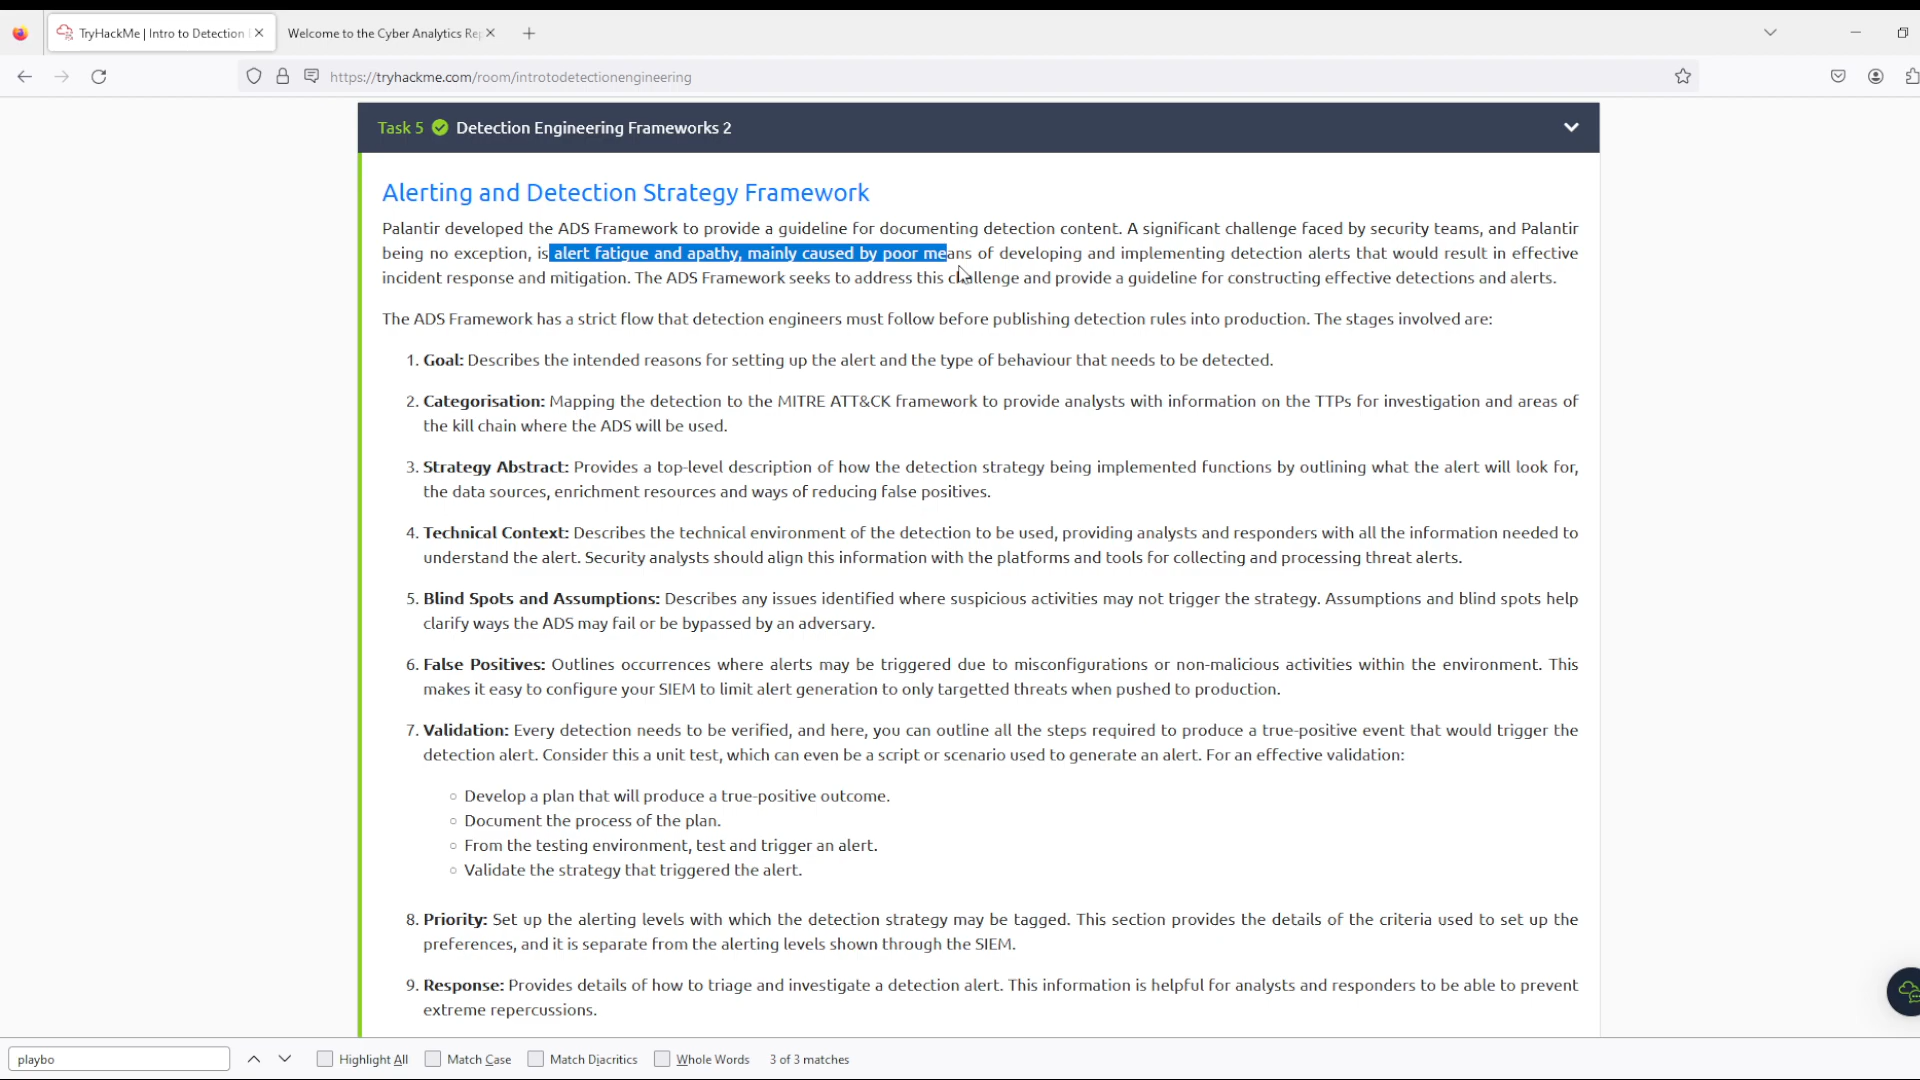 TryHackMe | Intro to Detection
Welcome to the Cyber Analytics Re
https://tryhackme.com/room/introtodetectionengineering
Task 5 Detection Engineering Frameworks 2
Alerting and Detection Strategy Framework
Palantir developed the ADS Framework to provide a guideline for documenting detection content. A significant challenge faced by security teams, and Palantir
being no exception, is alert fatigue and apathy, mainly caused by poor means of developing and implementing detection alerts that would result in effective
incident response and mitigation. The ADS Framework seeks to address this challenge and provide a guideline for constructing effective detections and alerts.
The ADS Framework has a strict flow that detection engineers must follow before publishing detection rules into production. The stages involved are:
1. Goal: Describes the intended reasons for setting up the alert and the type of behaviour that needs to be detected.
2. Categorisation: Mapping the detection to the MITRE ATT&CK framework to provide analysts with information on the TTPs for investigation and areas of
the kill chain where the ADS will be used.
3. Strategy Abstract: Provides a top-level description of how the detection strategy being implemented functions by outlining what the alert will look for,
the data sources, enrichment resources and ways of reducing false positives.
4. Technical Context: Describes the technical environment of the detection to be used, providing analysts and responders with all the information needed to
understand the alert. Security analysts should align this information with the platforms and tools for collecting and processing threat alerts.
5. Blind Spots and Assumptions: Describes any issues identified where suspicious activities may not trigger the strategy. Assumptions and blind spots help
clarify ways the ADS may fail or be bypassed by an adversary.
6. False Positives: Outlines occurrences where alerts may be triggered due to misconfigurations or non-malicious activities within the environment. This
makes it easy to configure your SIEM to limit alert generation to only targetted threats when pushed to production.
7. Validation: Every detection needs to be verified, and here, you can outline all the steps required to produce a true-positive event that would trigger the
detection alert. Consider this a unit test, which can even be a script or scenario used to generate an alert. For an effective validation:
Develop a plan that will produce a true-positive outcome.
Document the process of the plan.
From the testing environment, test and trigger an alert.
Validate the strategy that triggered the alert.
8. Priority: Set up the alerting levels with which the detection strategy may be tagged. This section provides the details of the criteria used to set up the
preferences, and it is separate from the alerting levels shown through the SIEM.
9. Response: Provides details of how to triage and investigate a detection alert. This information is helpful for analysts and responders to be able to prevent
extreme repercussions.
playbo Highlight All Match Case Match Diacritics Whole Words 3 of 3 matches